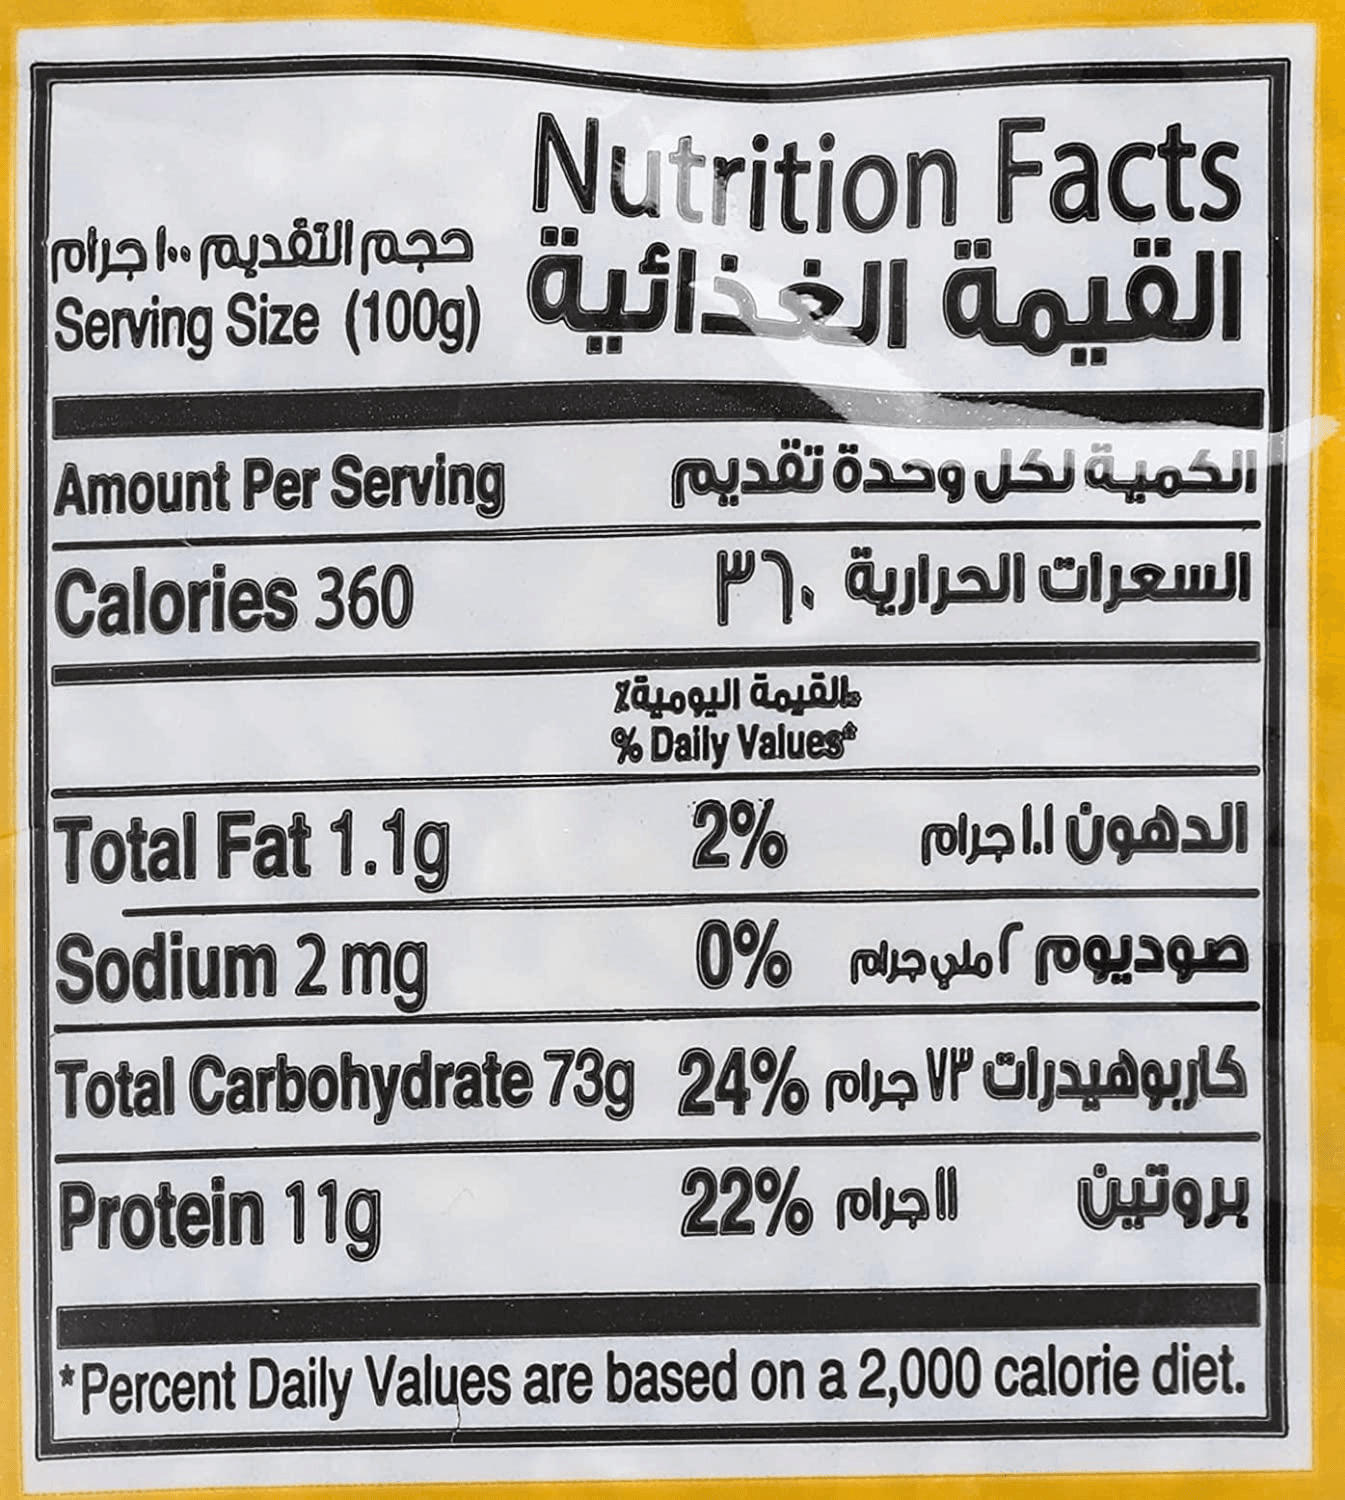 Nutrition Facts
القيمة الغذائية
حجم التقديم ١٠٠ جرام
Serving Size (100g)
Amount Per Serving الكمية لكل وحدة تقديم
Calories 360 السعرات الحرارية ٣٦٠
القيمة اليومية٪*
% Daily Values*
Total Fat 1.1g 2% الدهون ١.١ جرام
Sodium 2 mg 0% صوديوم ٢ ملي جرام
Total Carbohydrate 73g 24% كاربوهيدرات ٧٣ جرام
Protein 11g 22% بروتين ١١ جرام
*Percent Daily Values are based on a 2,000 calorie diet.